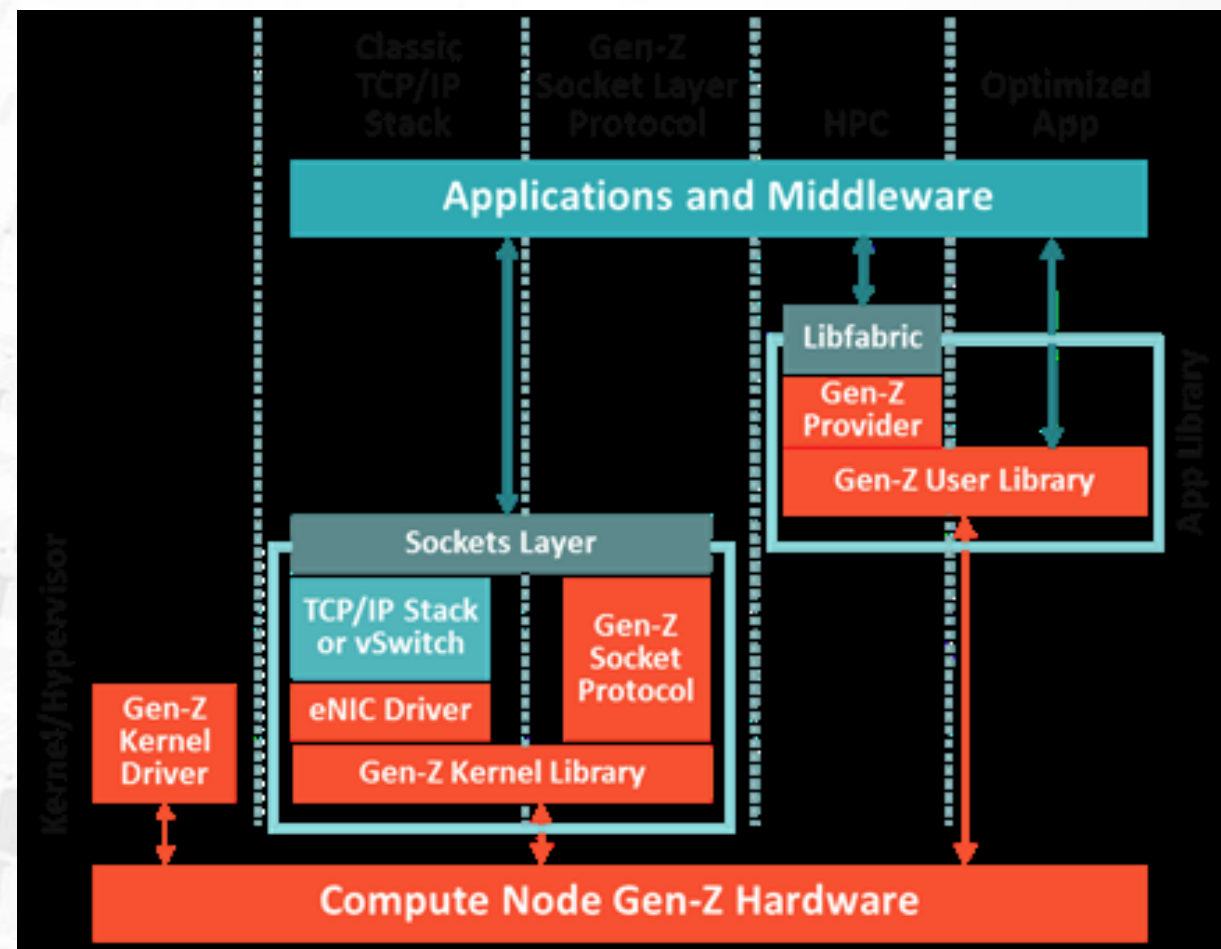 Classic
TCP/IP
Stack
Gen-Z
Socket Layer
Protocol
HPC
Optimized
App
Applications and Middleware
Libfabric
Gen-Z
Provider
Gen-Z User Library
App Library
Sockets Layer
TCP/IP Stack
or vSwitch
Gen-Z
Socket
Protocol
eNIC Driver
Gen-Z Kernel Library
Kernel/Hypervisor
Gen-Z
Kernel
Driver
Compute Node Gen-Z Hardware